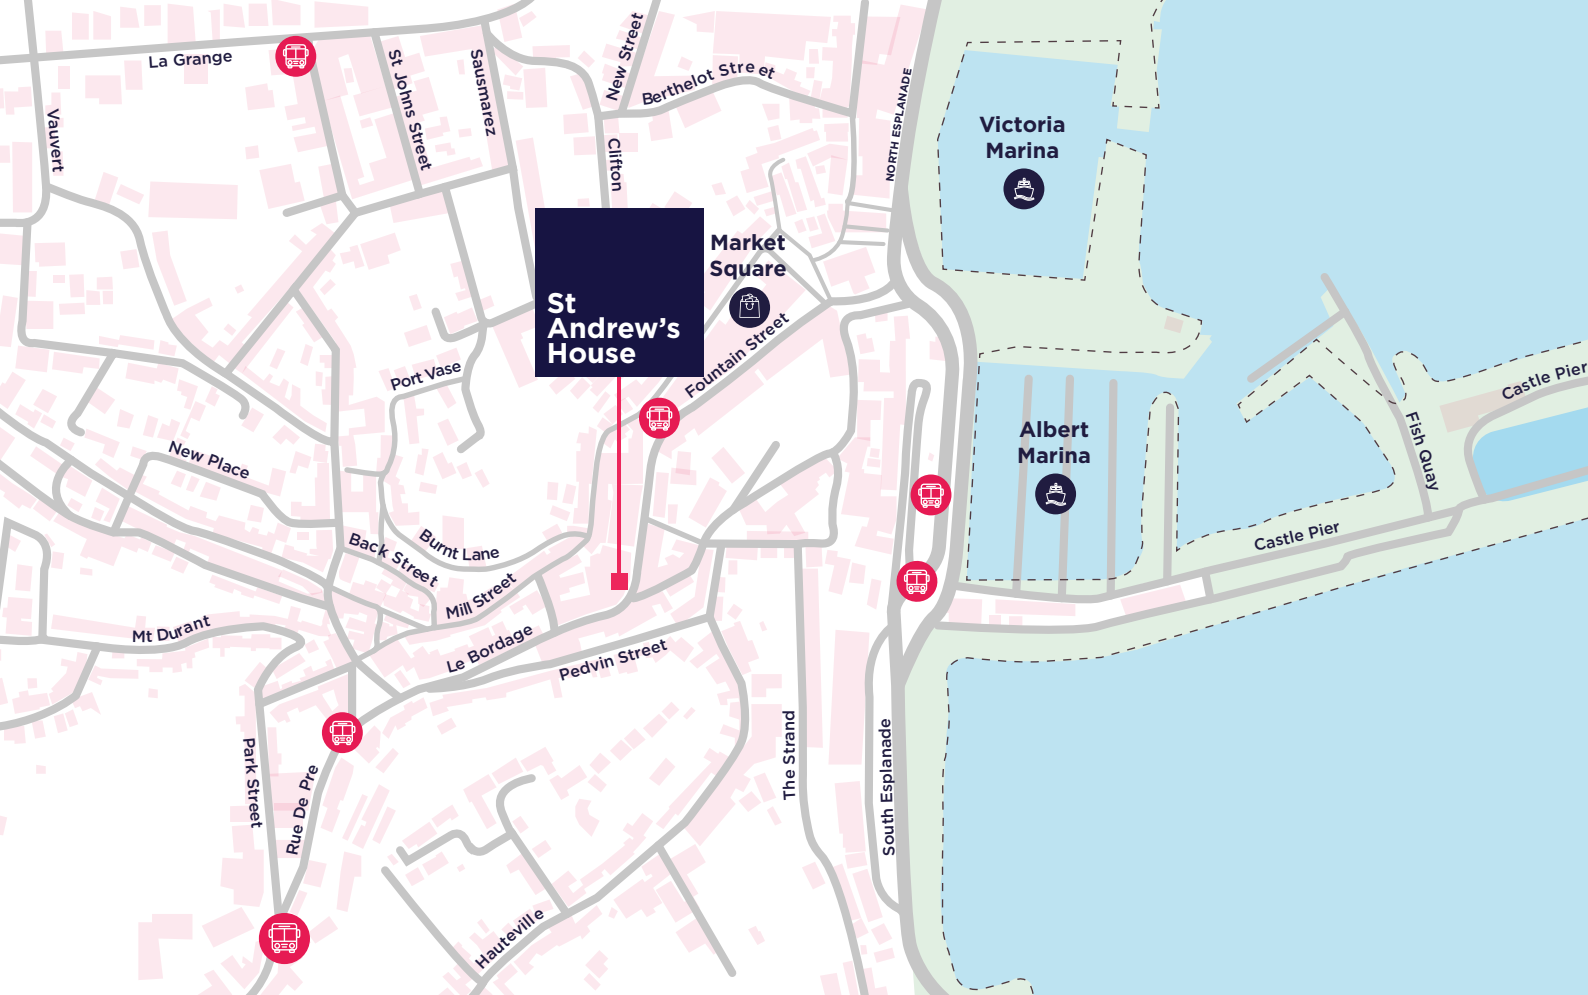 La Grange
Vauvert
St Johns Street
Sausmarez
New Street
Berthelot Street
Clifton
NORTH ESPLANADE
Victoria
Marina
Market
Square
St
Andrew’s
House
Fountain Street
Port Vase
New Place
Albert
Marina
Castle Pier
Fish Quay
Castle Pier
Burnt Lane
Back Street
Mill Street
Mt Durant
Le Bordage
Pedvin Street
Park Street
Rue De Pre
The Strand
South Esplanade
Hauteville